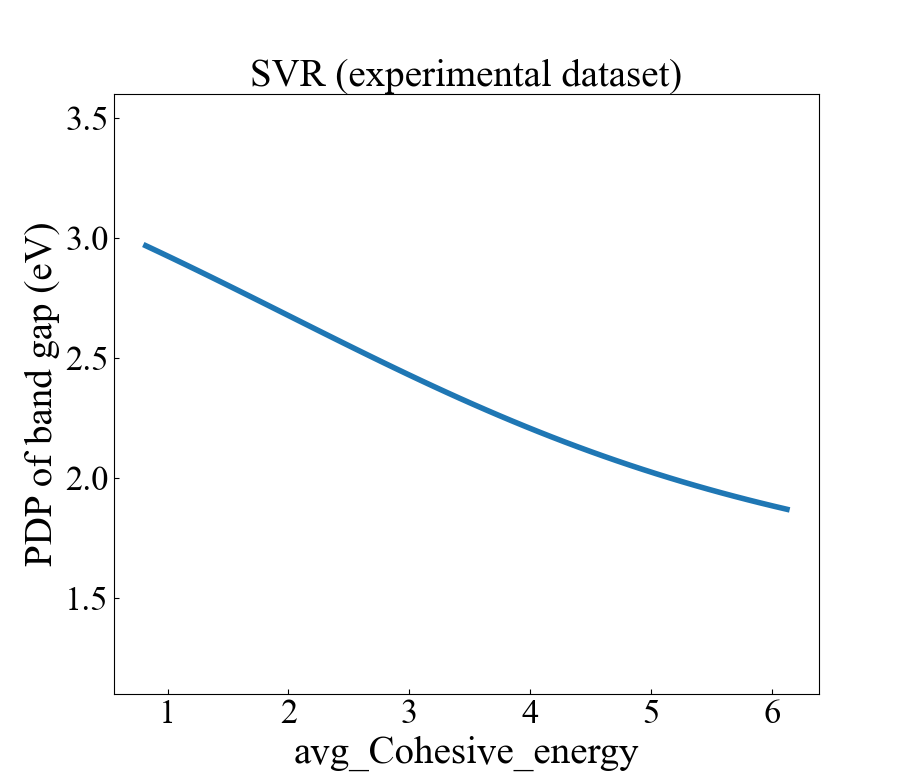 SVR (experimental dataset)
PDP of band gap (eV)
3.5
3.0
2.5
2.0
1.5
1 2 3 4 5 6
avg_Cohesive_energy